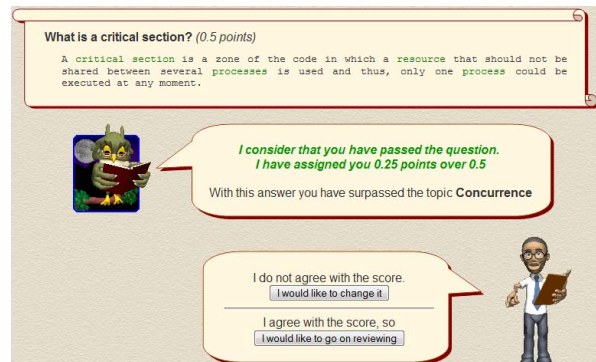 What is a critical section? (0.5 points)
A critical section is a zone of the code in which a resource that should not be
shared between several processes is used and thus, only one process could be
executed at any moment.
I consider that you have passed the question.
I have assigned you 0.25 points over 0.5
With this answer you have surpassed the topic Concurrence
I do not agree with the score.
I would like to change it
I agree with the score, so
I would like to go on reviewing